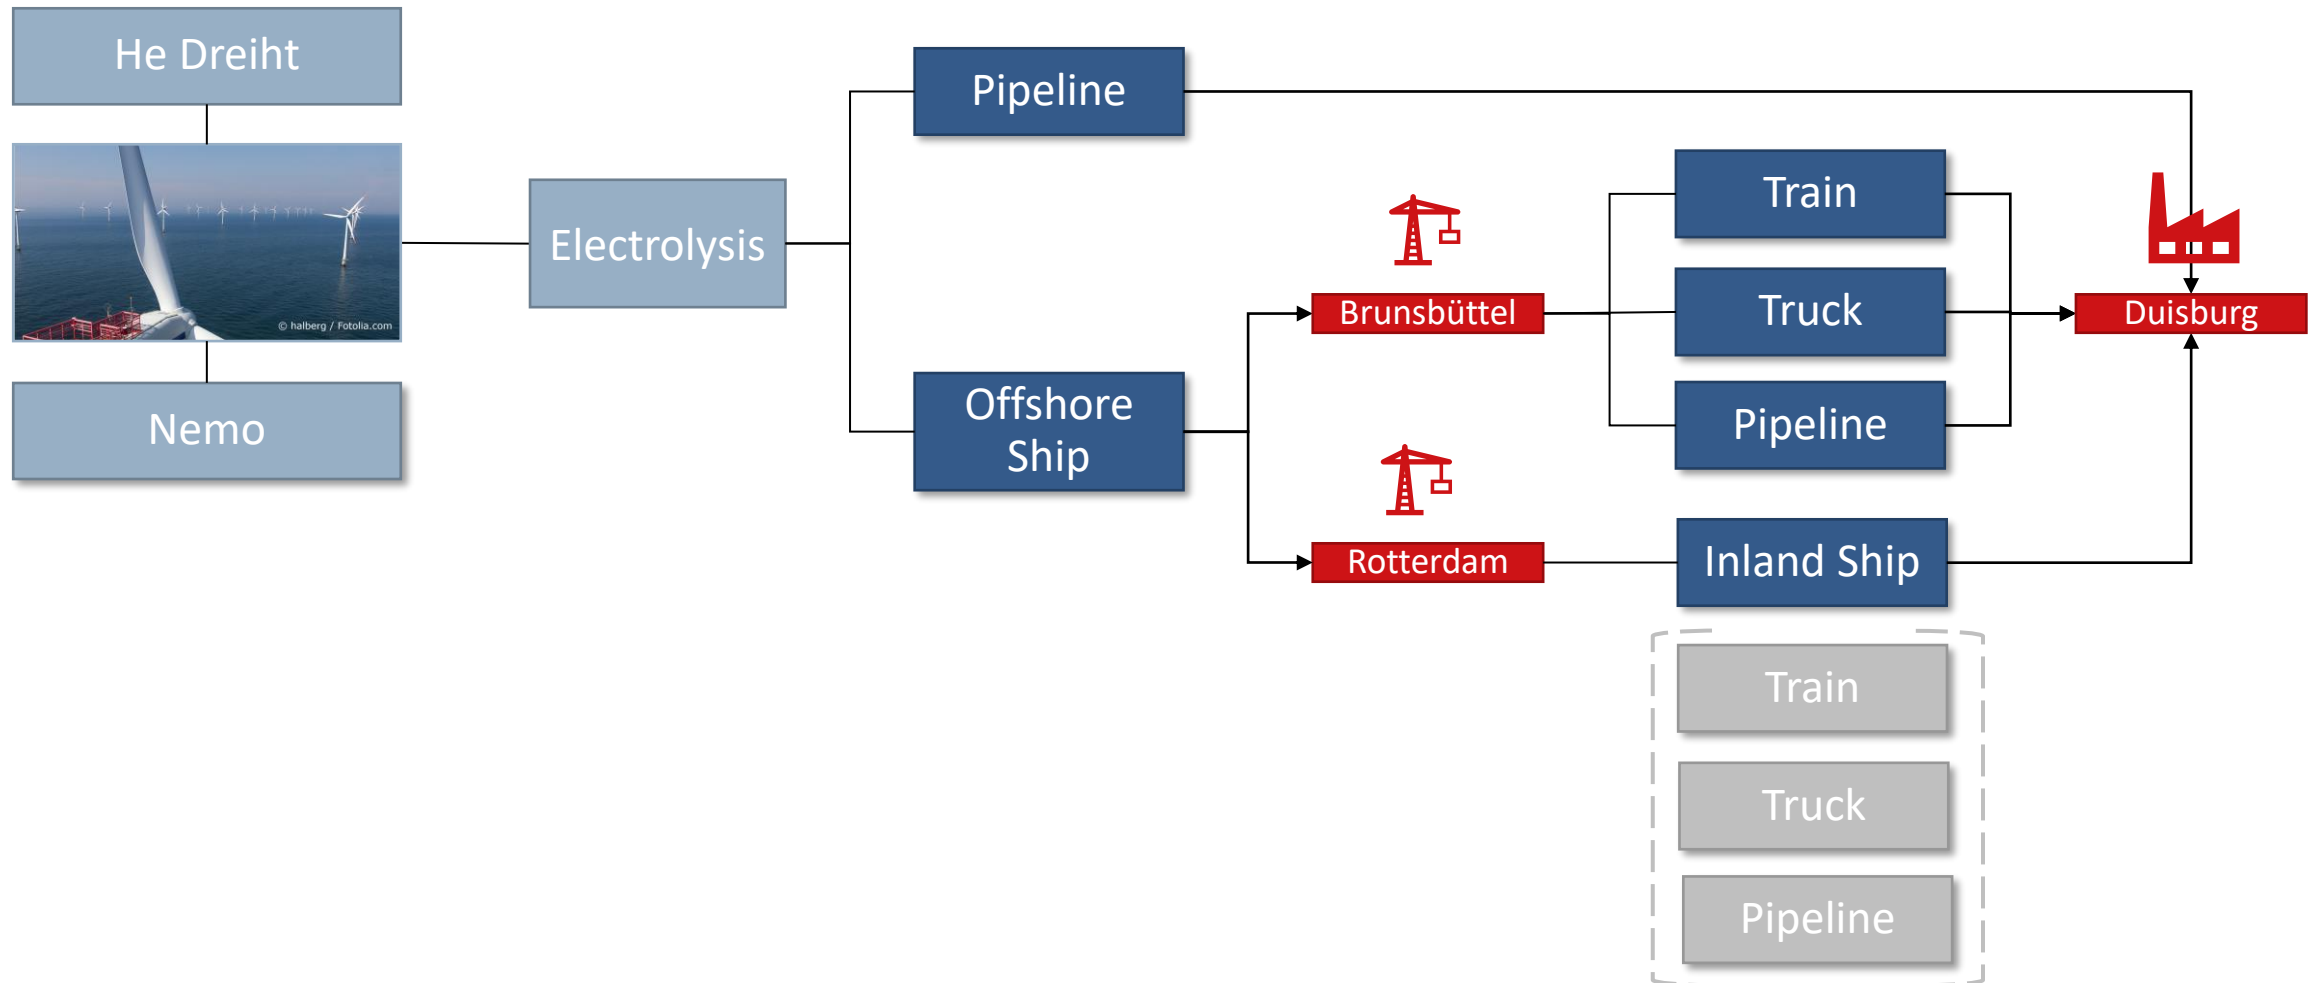 He Dreiht
© halberg / Fotolia.com
Nemo
Electrolysis
Pipeline
Offshore
Ship
Brunsbüttel
Rotterdam
Train
Truck
Pipeline
Inland Ship
Train
Truck
Pipeline
Duisburg